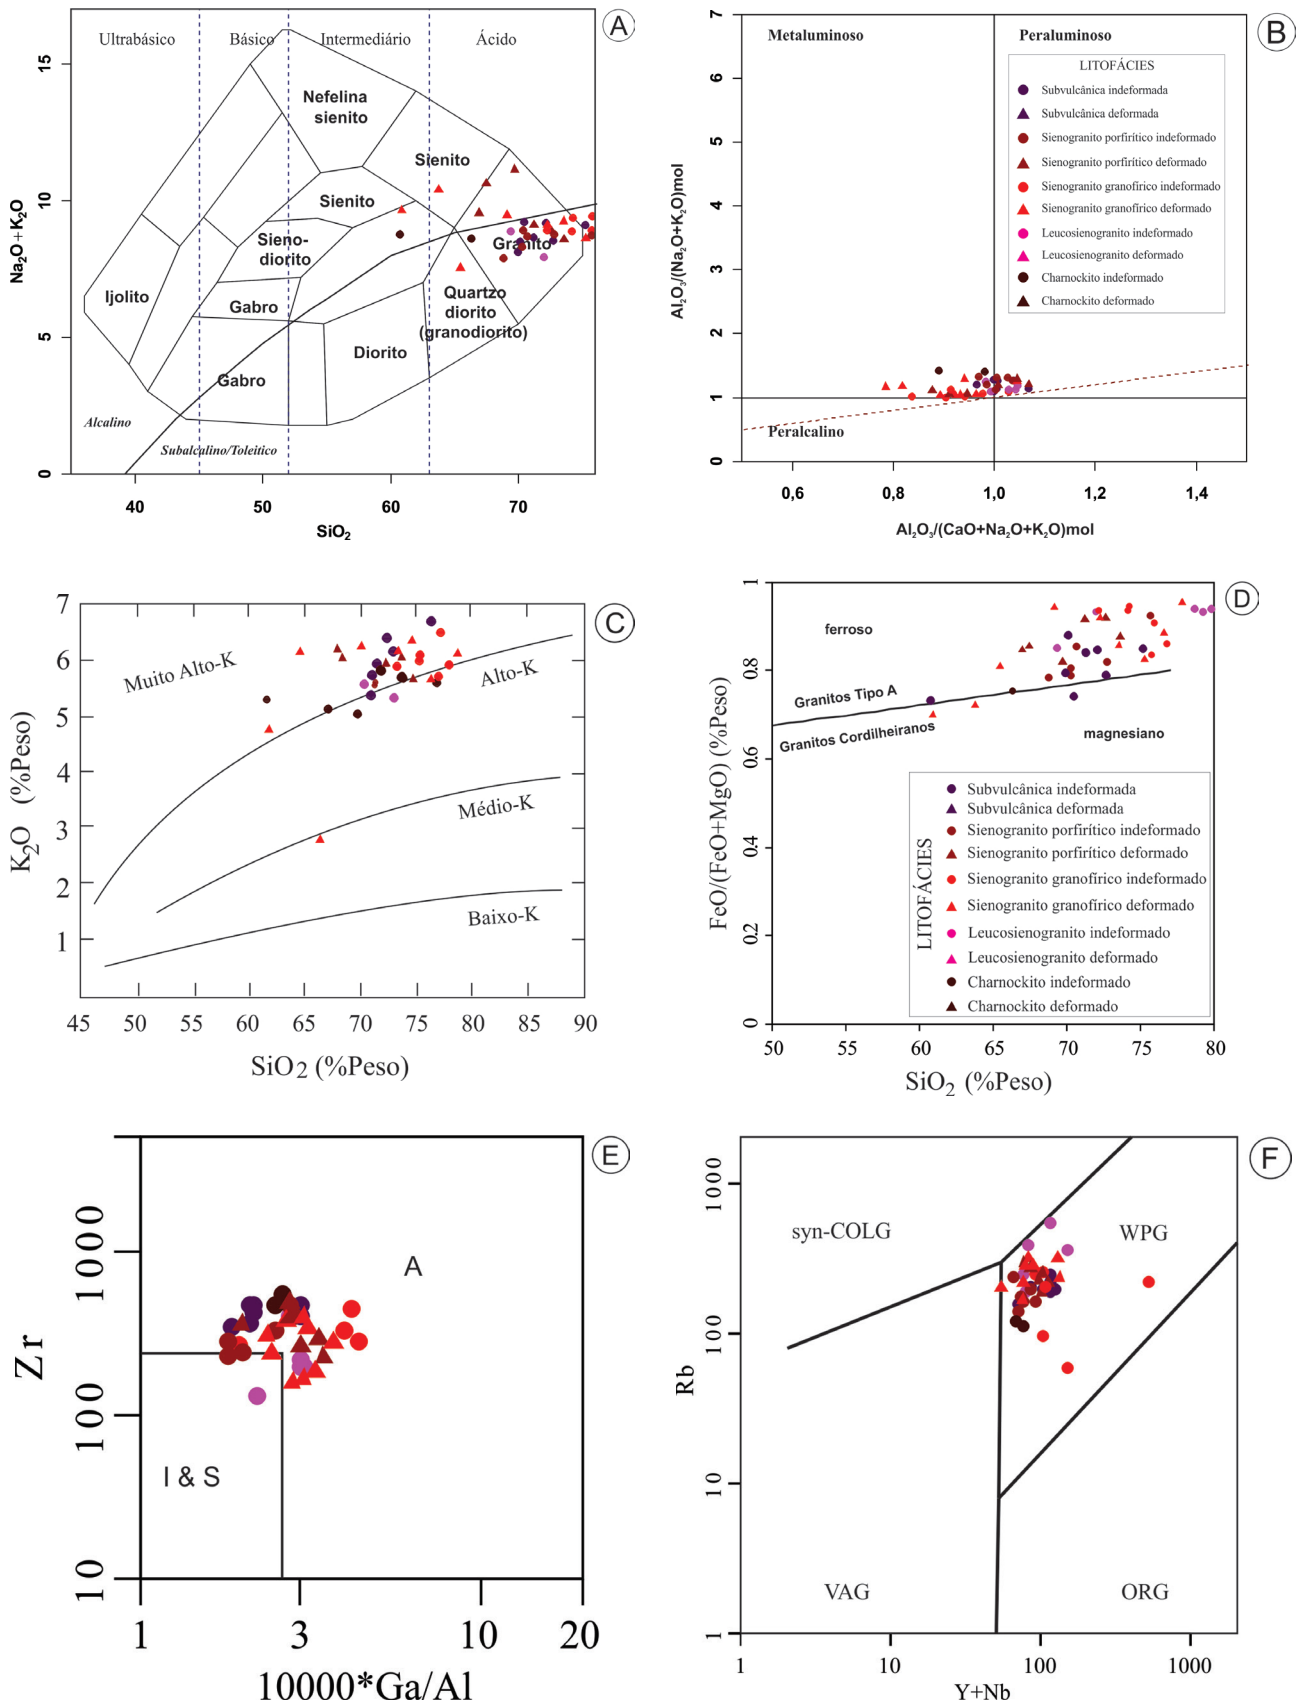 A
Ultrabásico
Básico
Intermediário
Ácido
Nefelina
sienito
Sienito
Sienito
Sieno-
diorito
Granito
Quartzo
diorito
(granodiorito)
Ijolito
Gabro
Gabro
Diorito
Alcalino
Subalcalino/Toleitico
0 5 10 15
Na₂O+K₂O
40 50 60 70
SiO₂
B
Metaluminoso
Peraluminoso
LITOFÁCIES
Subvulcânica indeformada
Subvulcânica deformada
Sienogranito porfirítico indeformado
Sienogranito porfirítico deformado
Sienogranito granofírico indeformado
Sienogranito granofírico deformado
Leucosienogranito indeformado
Leucosienogranito deformado
Charnockito indeformado
Charnockito deformado
Peralcalino
0 1 2 3 4 5 6 7
Al₂O₃/(Na₂O+K₂O)mol
0,6 0,8 1,0 1,2 1,4
Al₂O₃/(CaO+Na₂O+K₂O)mol
C
Muito Alto-K
Alto-K
Médio-K
Baixo-K
7
6
5
4
3
2
1
K₂O (%Peso)
45 50 55 60 65 70 75 80 85 90
SiO₂ (%Peso)
D
ferroso
Granitos Tipo A
Granitos Cordilheiranos
magnesiano
LITOFÁCIES
Subvulcânica indeformada
Subvulcânica deformada
Sienogranito porfirítico indeformado
Sienogranito porfirítico deformado
Sienogranito granofírico indeformado
Sienogranito granofírico deformado
Leucosienogranito indeformado
Leucosienogranito deformado
Charnockito indeformado
Charnockito deformado
0 0.2 0.4 0.6 0.8 1
FeO/(FeO+MgO) (%Peso)
50 55 60 65 70 75 80
SiO₂ (%Peso)
E
A
I & S
10 100 1000
Zr
1 3 10 20
10000*Ga/Al
F
syn-COLG
WPG
VAG
ORG
1 10 100 1000
Rb
1 10 100 1000
Y+Nb